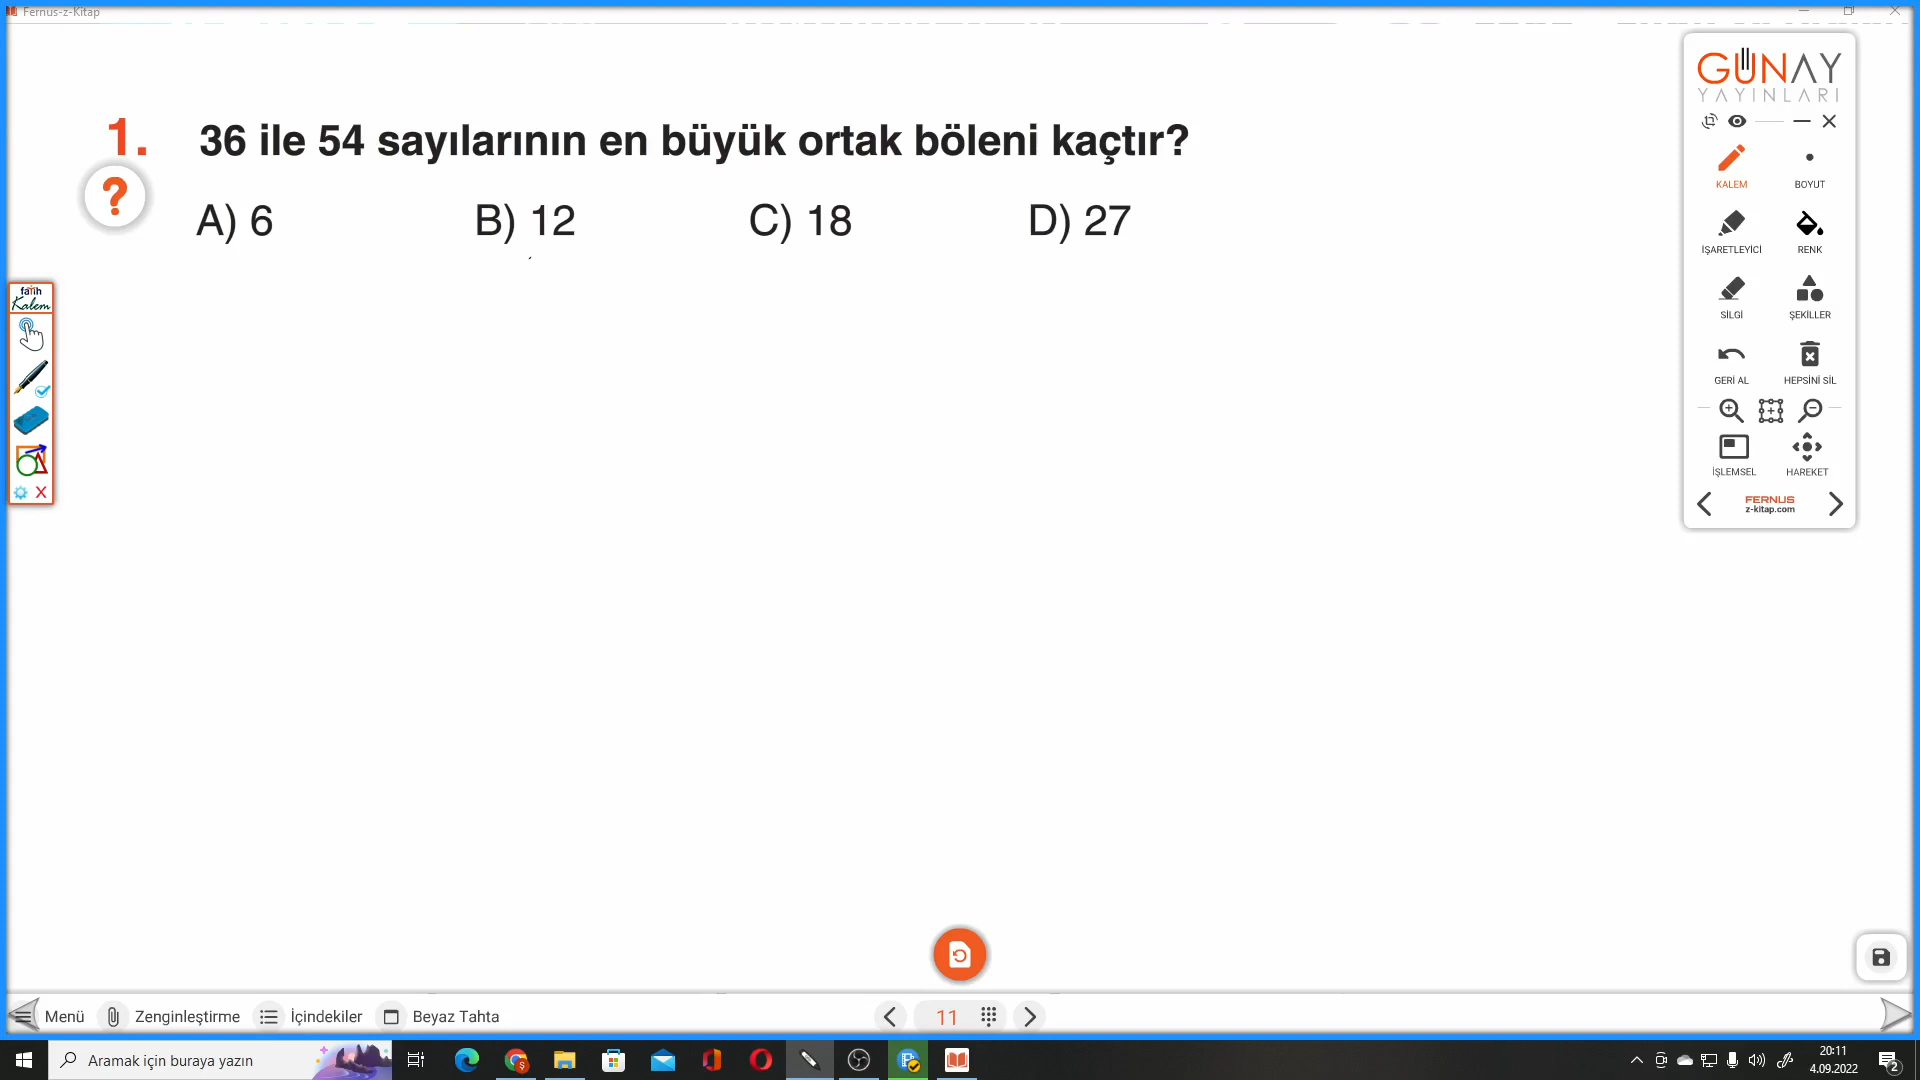 Fernus-z-Kitap
GÜNAY
YAYINLARI
1. 36 ile 54 sayılarının en büyük ortak böleni kaçtır?
?
A) 6 B) 12 C) 18 D) 27
KALEM BOYUT
İŞARETLEYİCİ RENK
SİLGİ ŞEKİLLER
GERİ AL HEPSİNİ SİL
İŞLEMSEL HAREKET
FERNUS
z-kitap.com
fatih
Kalem
Menü Zenginleştirme İçindekiler Beyaz Tahta 11
Aramak için buraya yazın
20:11
4.09.2022
2